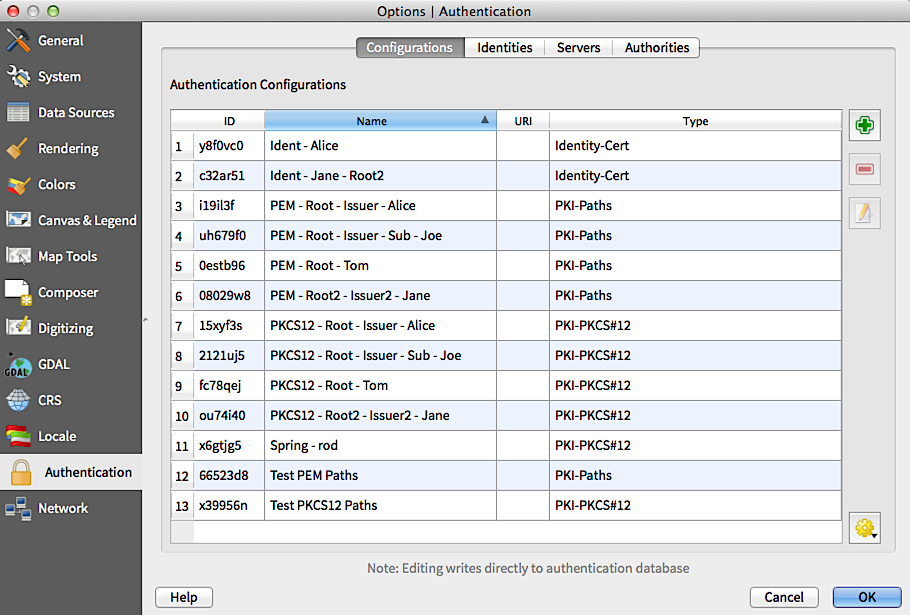 Options | Authentication
General
System
Data Sources
Rendering
Colors
Canvas & Legend
Map Tools
Composer
Digitizing
GDAL
GDAL
CRS
Locale
Authentication
Network
Configurations Identities Servers Authorities
Authentication Configurations
ID Name URI Type
1 y8f0vc0 Ident - Alice Identity-Cert
2 c32ar51 Ident - Jane - Root2 Identity-Cert
3 i19il3f PEM - Root - Issuer - Alice PKI-Paths
4 uh679f0 PEM - Root - Issuer - Sub - Joe PKI-Paths
5 0estb96 PEM - Root - Tom PKI-Paths
6 08029w8 PEM - Root2 - Issuer2 - Jane PKI-Paths
7 15xyf3s PKCS12 - Root - Issuer - Alice PKI-PKCS#12
8 2121uj5 PKCS12 - Root - Issuer - Sub - Joe PKI-PKCS#12
9 fc78qej PKCS12 - Root - Tom PKI-PKCS#12
10 ou74i40 PKCS12 - Root2 - Issuer2 - Jane PKI-PKCS#12
11 x6gtjg5 Spring - rod PKI-PKCS#12
12 66523d8 Test PEM Paths PKI-Paths
13 x39956n Test PKCS12 Paths PKI-PKCS#12
Note: Editing writes directly to authentication database
Help Cancel OK